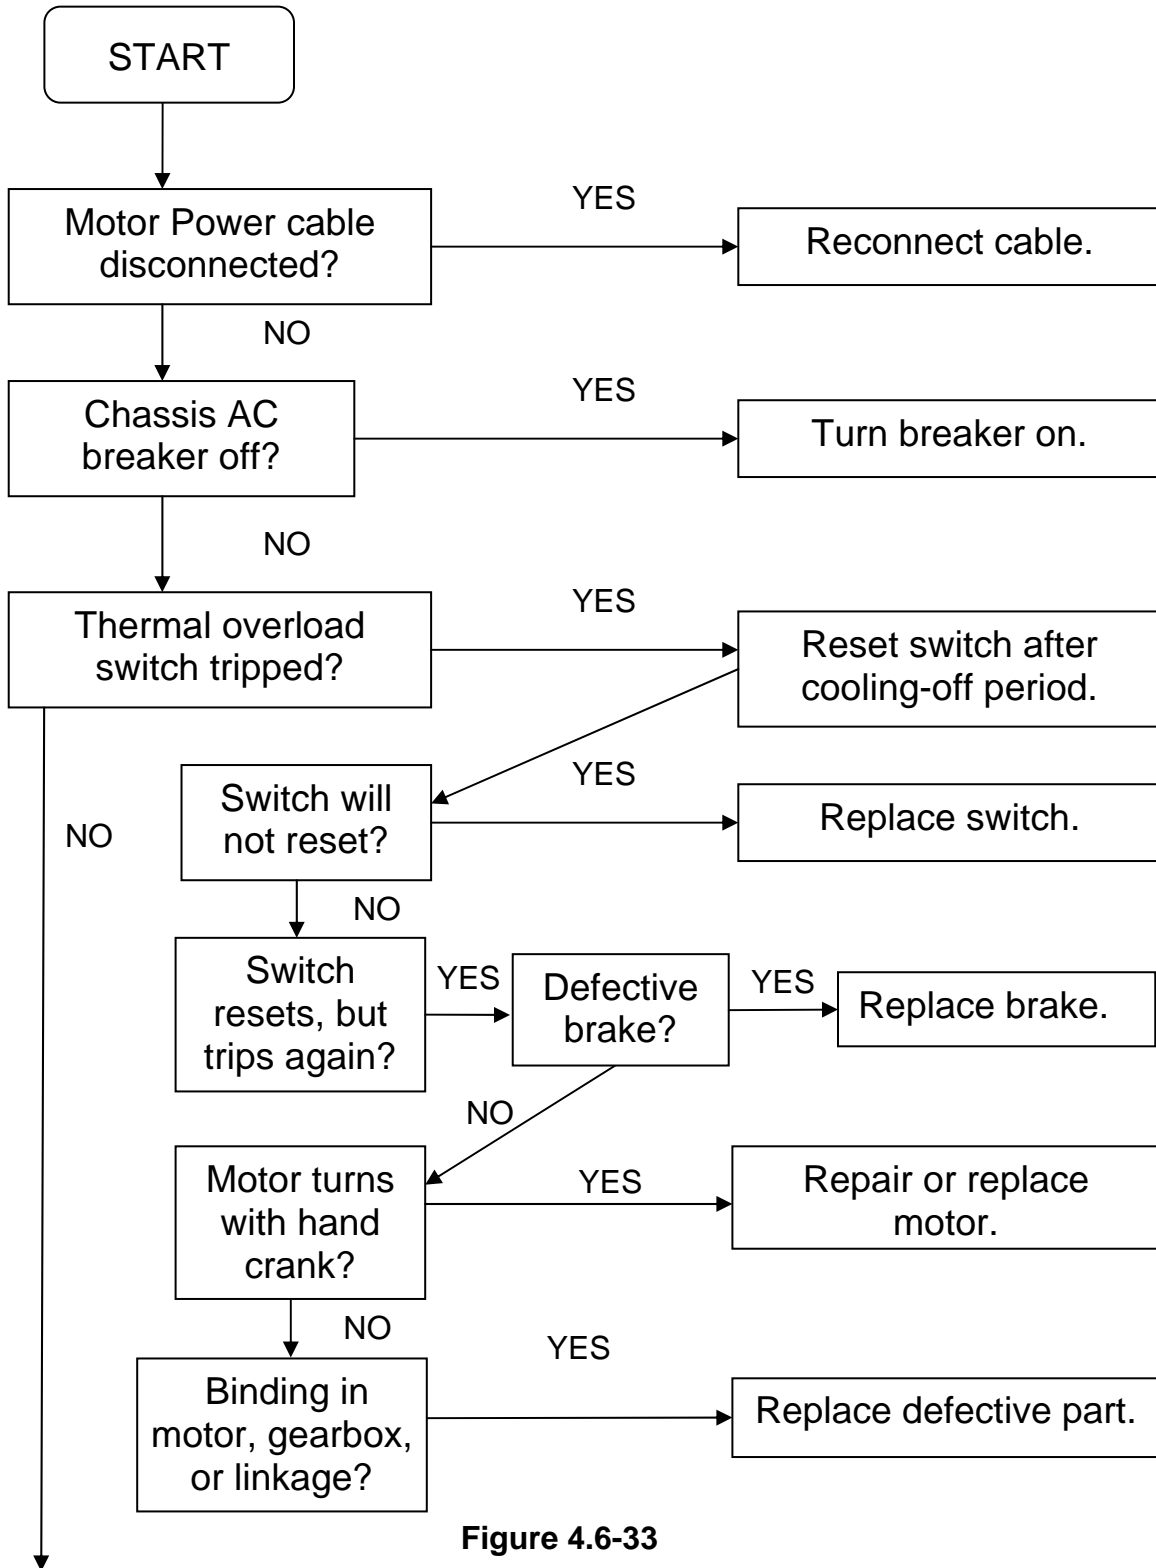 START
Motor Power cable
disconnected?
YES
Reconnect cable.
NO
Chassis AC
breaker off?
YES
Turn breaker on.
NO
Thermal overload
switch tripped?
YES
Reset switch after
cooling-off period.
NO
Switch will
not reset?
YES
Replace switch.
NO
Switch
resets, but
trips again?
YES
Defective
brake?
YES
Replace brake.
NO
Motor turns
with hand
crank?
YES
Repair or replace
motor.
NO
Binding in
motor, gearbox,
or linkage?
YES
Replace defective part.
Figure 4.6-33